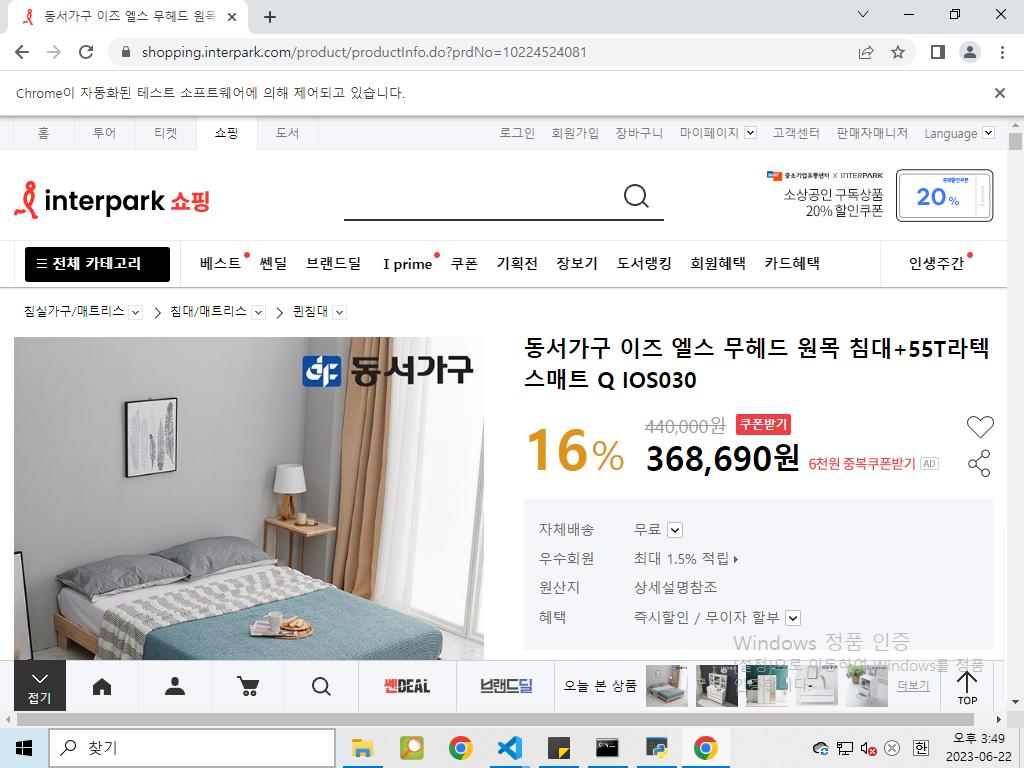 동서가구 이즈 엘스 무헤드 원목
shopping.interpark.com/product/productInfo.do?prdNo=10224524081
Chrome이 자동화된 테스트 소프트웨어에 의해 제어되고 있습니다.
홈 투어 티켓 쇼핑 도서 로그인 회원가입 장바구니 마이페이지 고객센터 판매자매니저 Language
interpark 쇼핑
중소기업유통센터 X INTERPARK
소상공인 구독상품
20% 할인쿠폰
20%
전체 카테고리 베스트 쎈딜 브랜드딜 I prime 쿠폰 기획전 장보기 도서랭킹 회원혜택 카드혜택 인생주간
침실가구/매트리스 침대/매트리스 퀸침대
동서가구
동서가구 이즈 엘스 무헤드 원목 침대+55T라텍
스매트 Q IOS030
16% 440,000원 쿠폰받기
368,690원 6천원 중복쿠폰받기 AD
자체배송 무료
우수회원 최대 1.5% 적립
원산지 상세설명참조
혜택 즉시할인 / 무이자 할부
Windows 정품 인증
[설정]으로 이동하여 Windows를 정품
접기 쎈DEAL 브랜드딜 오늘 본 상품 더보기 TOP
찾기
한
오후 3:49
2023-06-22